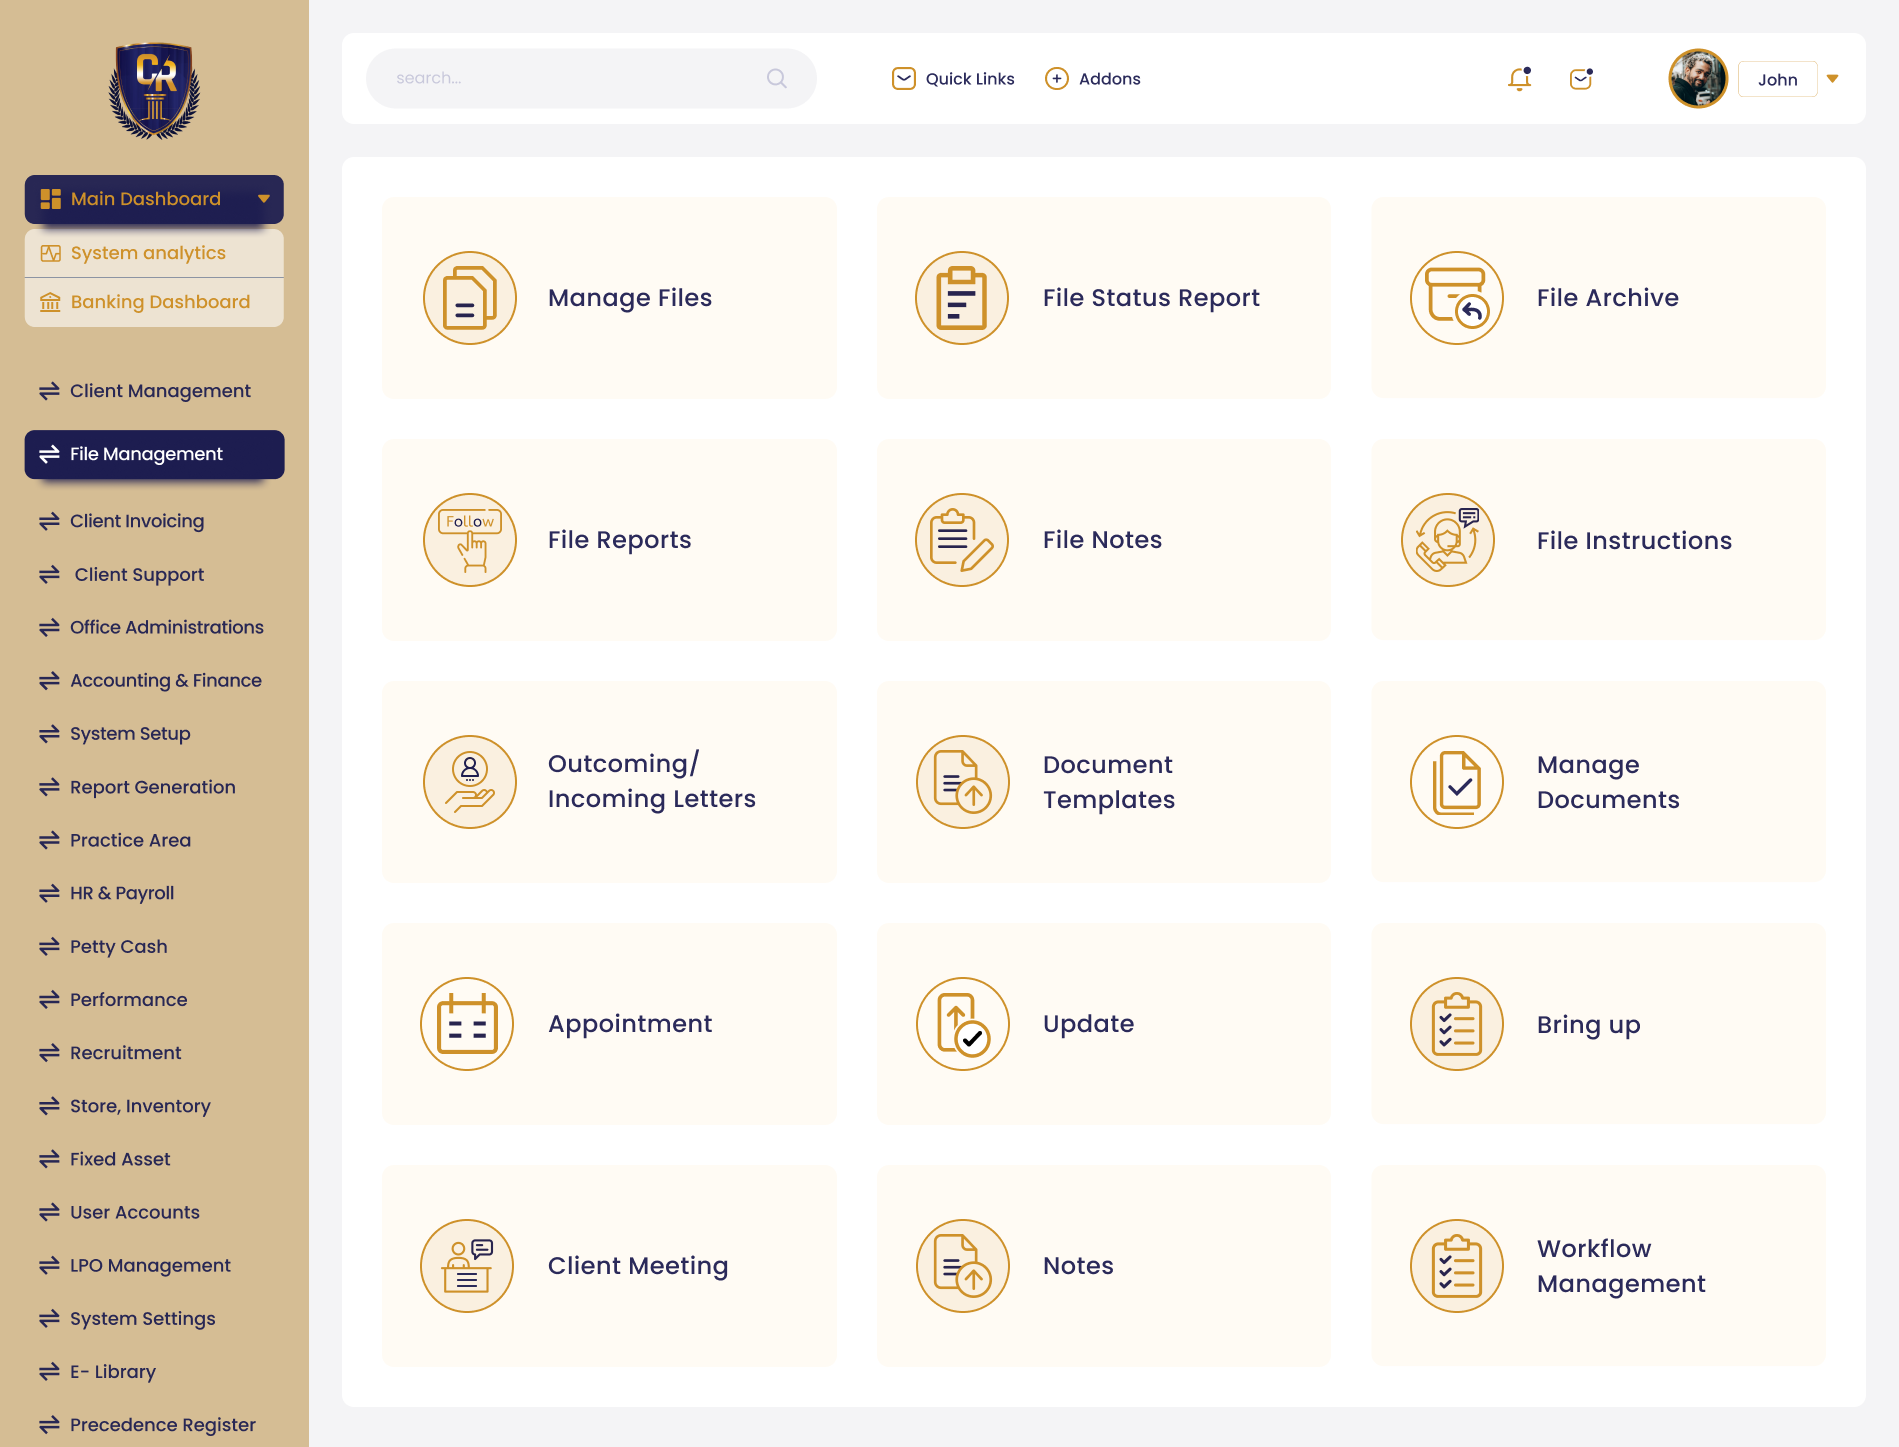 CR
Main Dashboard
System analytics
Banking Dashboard
Client Management
File Management
Client Invoicing
Client Support
Office Administrations
Accounting & Finance
System Setup
Report Generation
Practice Area
HR & Payroll
Petty Cash
Performance
Recruitment
Store, Inventory
Fixed Asset
User Accounts
LPO Management
System Settings
E- Library
Precedence Register
search...
Quick Links
Addons
John
Manage Files
File Status Report
File Archive
Follow
File Reports
File Notes
File Instructions
Outcoming/
Incoming Letters
Document
Templates
Manage
Documents
Appointment
Update
Bring up
Client Meeting
Notes
Workflow
Management